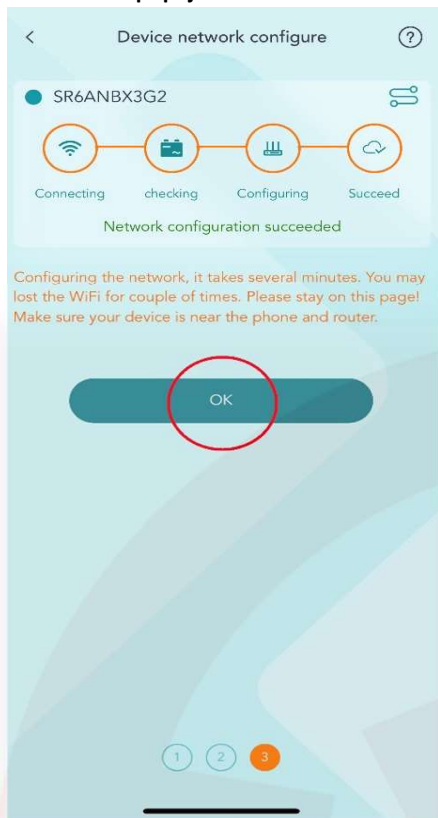 Device network configure
?
SR6ANBX3G2
Connecting checking Configuring Succeed
Network configuration succeeded
Configuring the network, it takes several minutes. You may
lost the WiFi for couple of times. Please stay on this page!
Make sure your device is near the phone and router.
OK
1 2 3